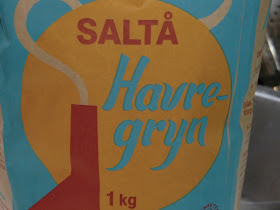 SALTÅ
Havre-
gryn
1 kg